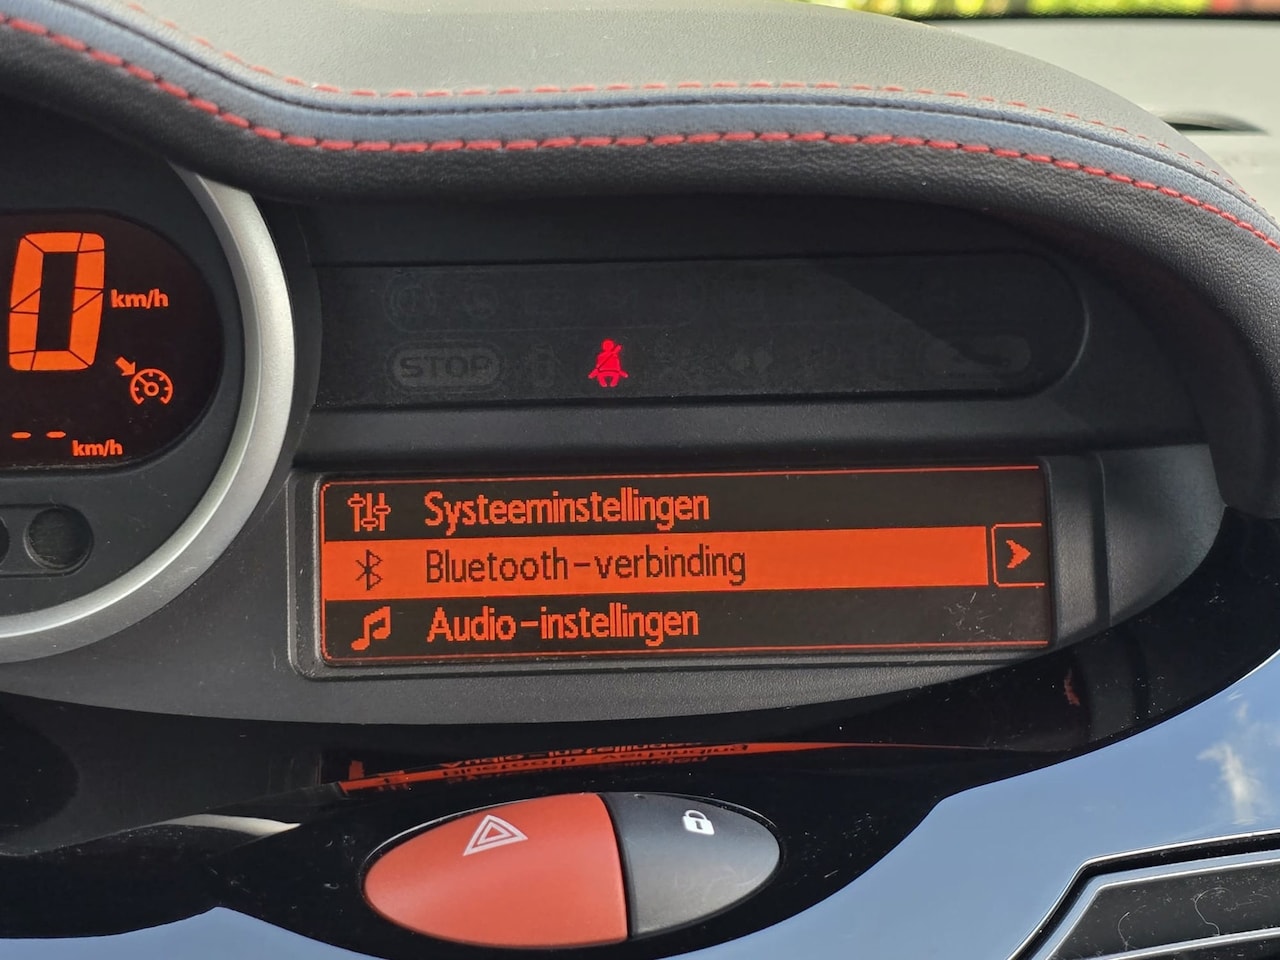 0 km/h
-- km/h
STOP
Systeeminstellingen
Bluetooth-verbinding
Audio-instellingen